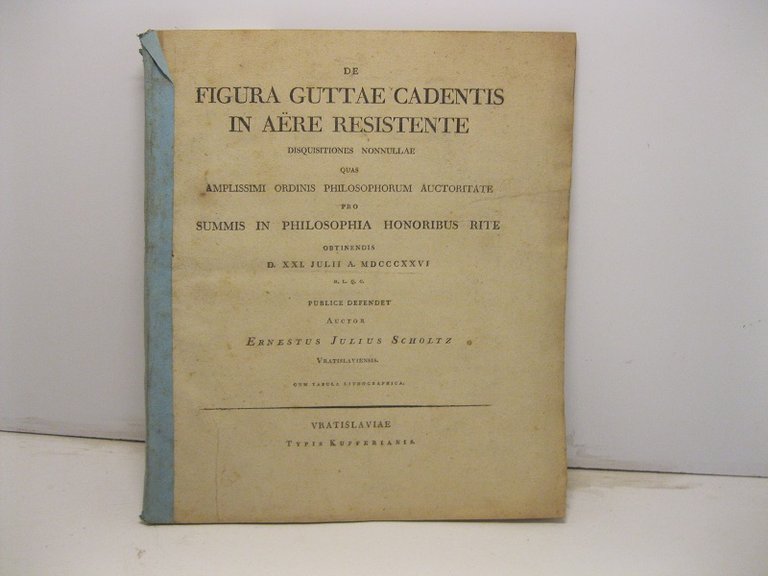 DE
FIGURA GUTTAE CADENTIS
IN AËRE RESISTENTE
DISQUISITIONES NONNULLAE
QUAS
AMPLISSIMI ORDINIS PHILOSOPHORUM AUCTORITATE
PRO
SUMMIS IN PHILOSOPHIA HONORIBUS RITE
OBTINENDIS
D. XXI. JULII A. MDCCCXXVI
H. L. Q. C.
PUBLICE DEFENDET
AUCTOR
ERNESTUS JULIUS SCHOLTZ
VRATISLAVIENSIS.
CUM TABULA LITHOGRAPHICA.
VRATISLAVIAE
TYPIS KUPFERIANIS.